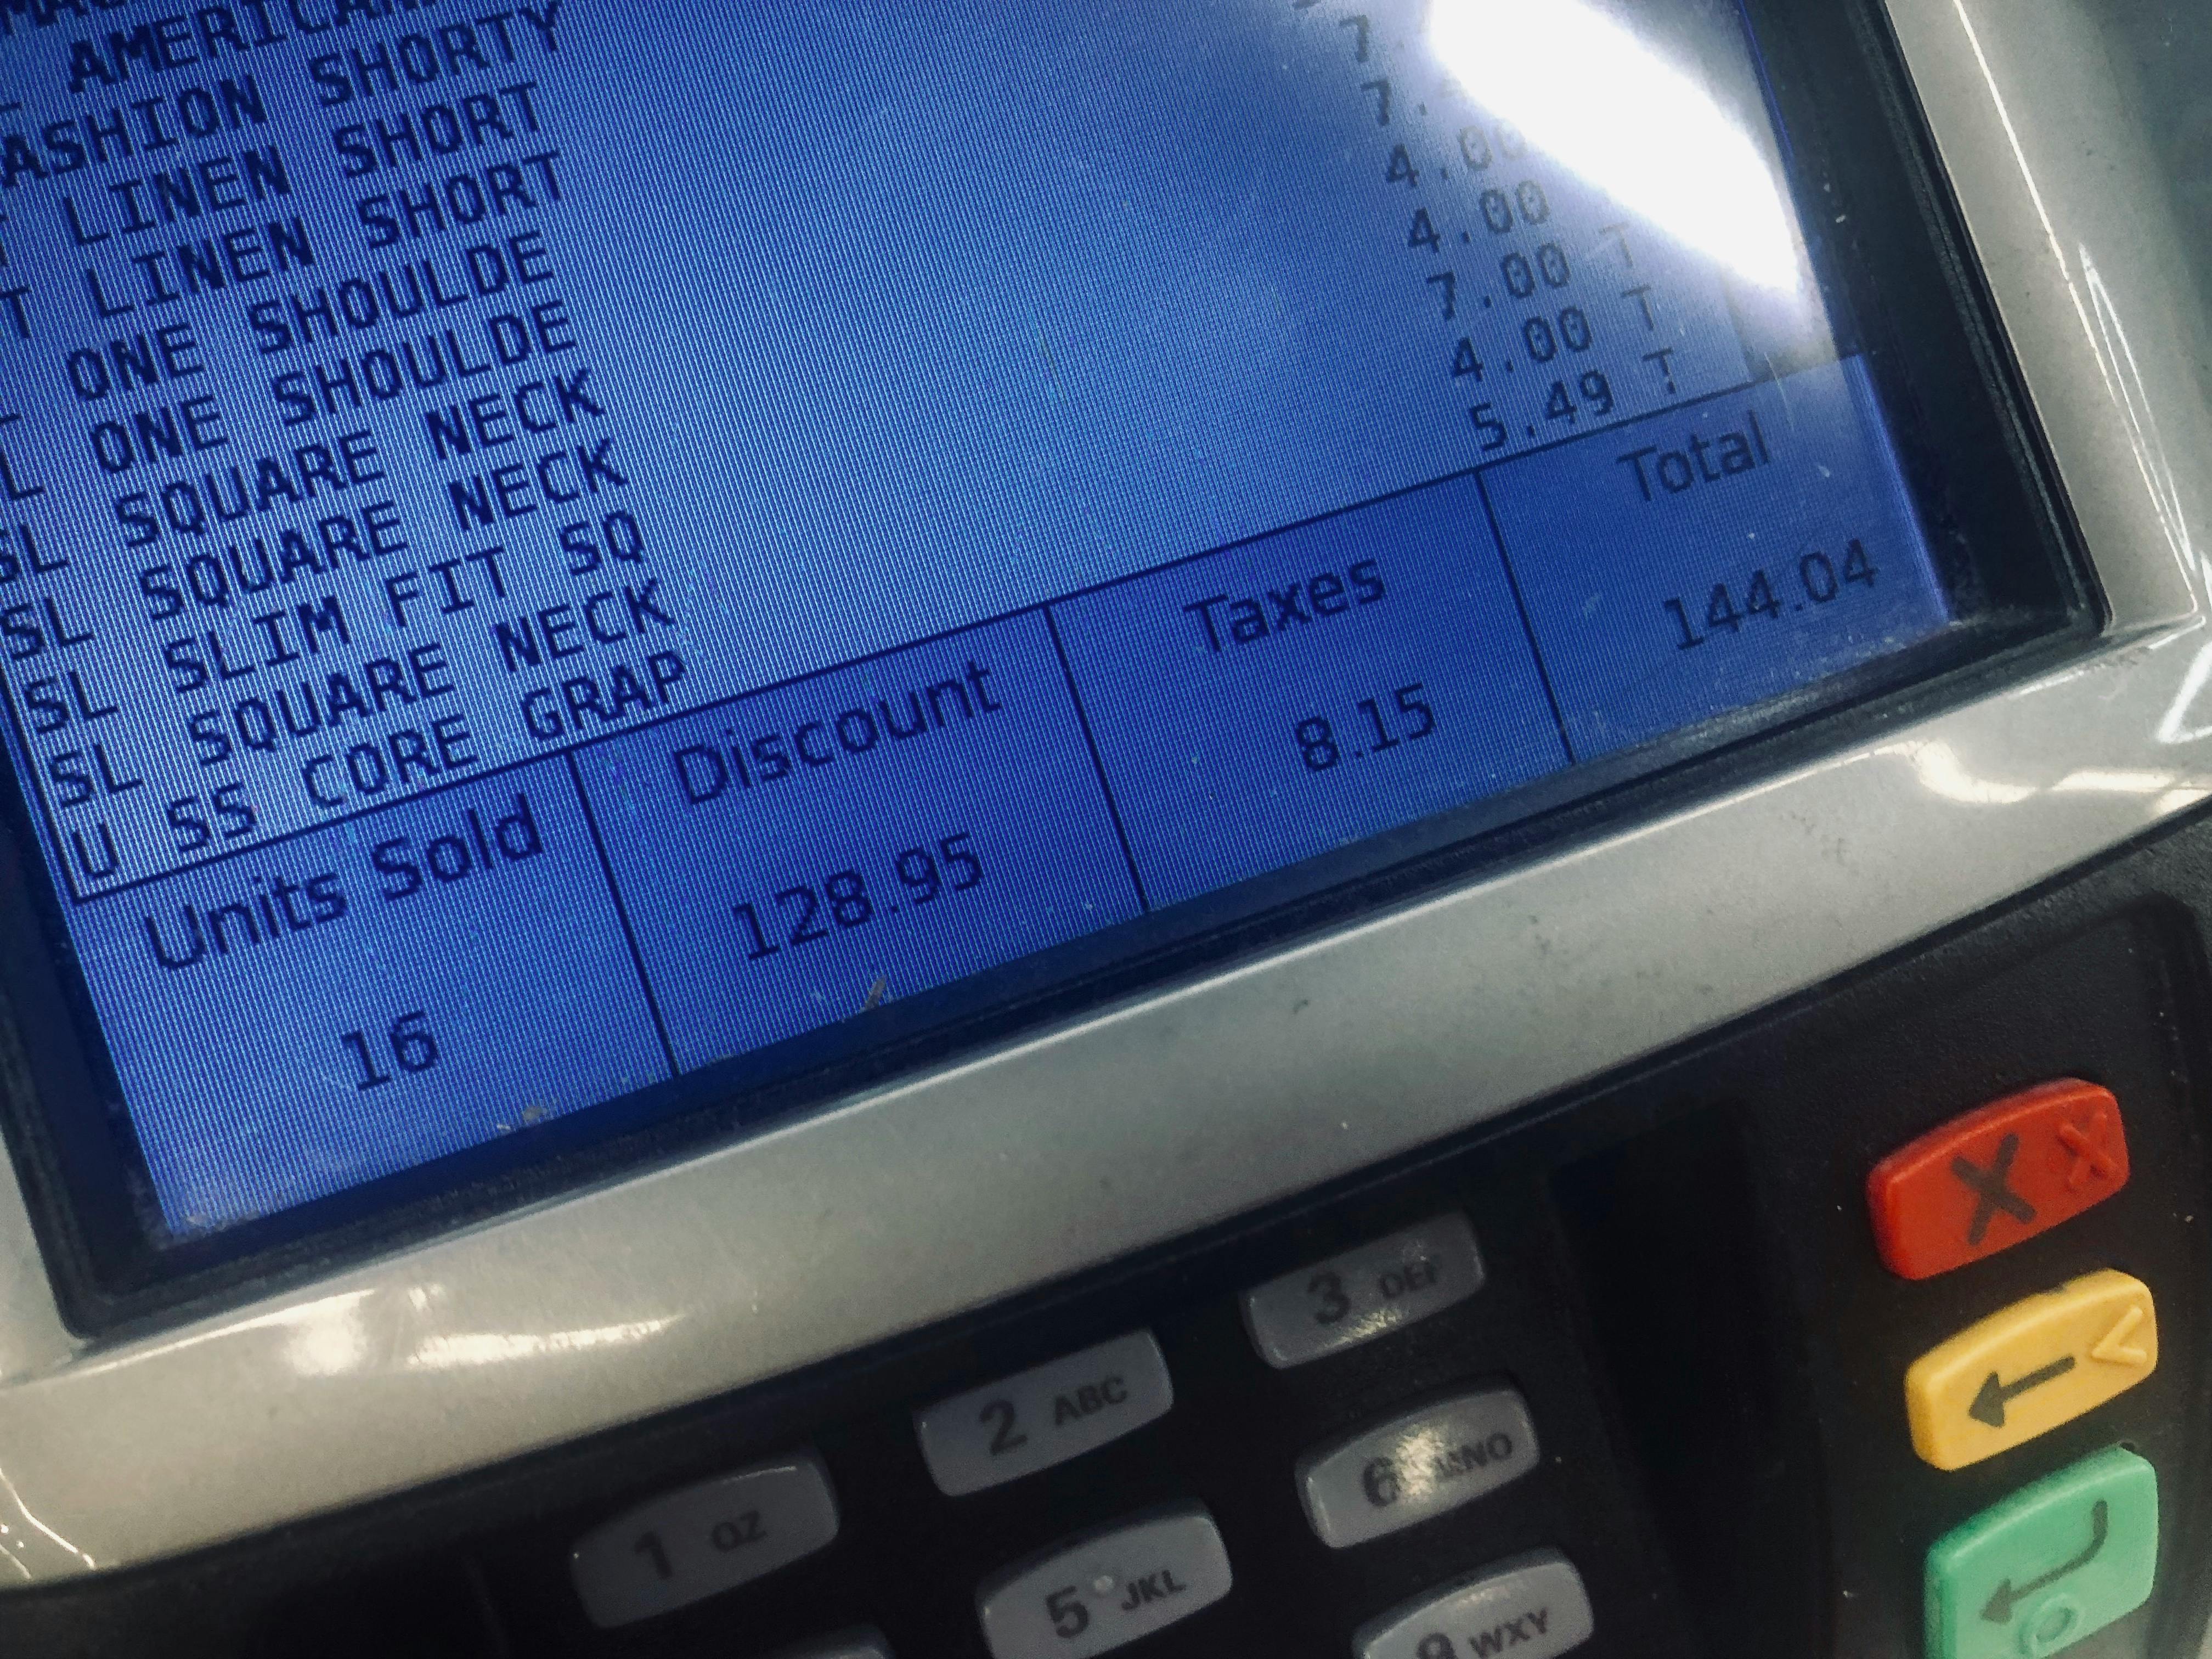 AMERICAN
ASHION SHORTY 7.
LINEN SHORT 7.
T LINEN SHORT 4.00
ONE SHOULDE 4.00
L ONE SHOULDE 7.00 T
SL SQUARE NECK 4.00 T
SL SQUARE NECK 5.49 T
SL SLIM FIT SQ
SL SQUARE NECK
U SS CORE GRAP
Units Sold Discount Taxes Total
16 128.95 8.15 144.04
1 QZ 2 ABC 3 DEF X X
5 JKL 6 MNO <
9 WXY